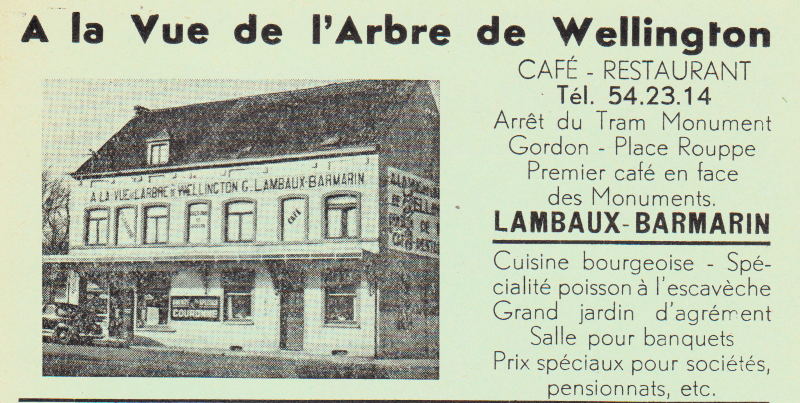 A la Vue de l'Arbre de Wellington
CAFÉ - RESTAURANT
Tél. 54.23.14
Arrêt du Tram Monument
Gordon - Place Rouppe
Premier café en face
des Monuments.
LAMBAUX-BARMARIN
Cuisine bourgeoise - Spé-
cialité poisson à l'escavèche
Grand jardin d'agrément
Salle pour banquets
Prix spéciaux pour sociétés,
pensionnats, etc.
A LA VUE DE L'ARBRE DE WELLINGTON G. LAMBAUX-BARMARIN
CAFÉ
COURONNE